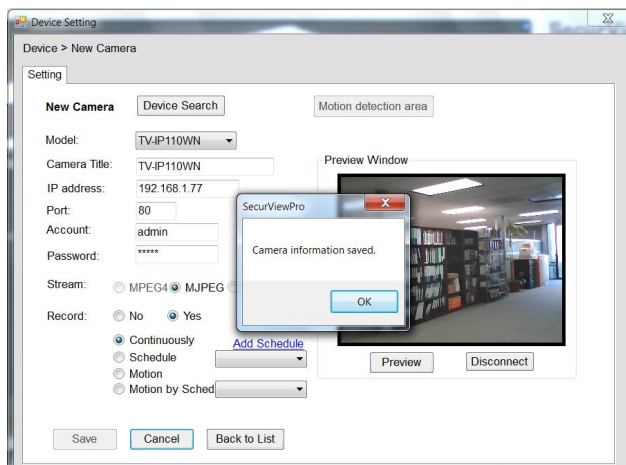 Device Setting
Device > New Camera
Setting
New Camera
Device Search
Motion detection area
Model:
TV-IP110WN
Camera Title:
TV-IP110WN
Preview Window
IP address:
192.168.1.77
Port:
80
SecurViewPro
Account:
admin
Password:
*****
Camera information saved.
OK
Stream:
MPEG4 MJPEG
Record:
No Yes
Continuously
Add Schedule
Schedule
Motion
Motion by Sched
Preview
Disconnect
Save
Cancel
Back to List